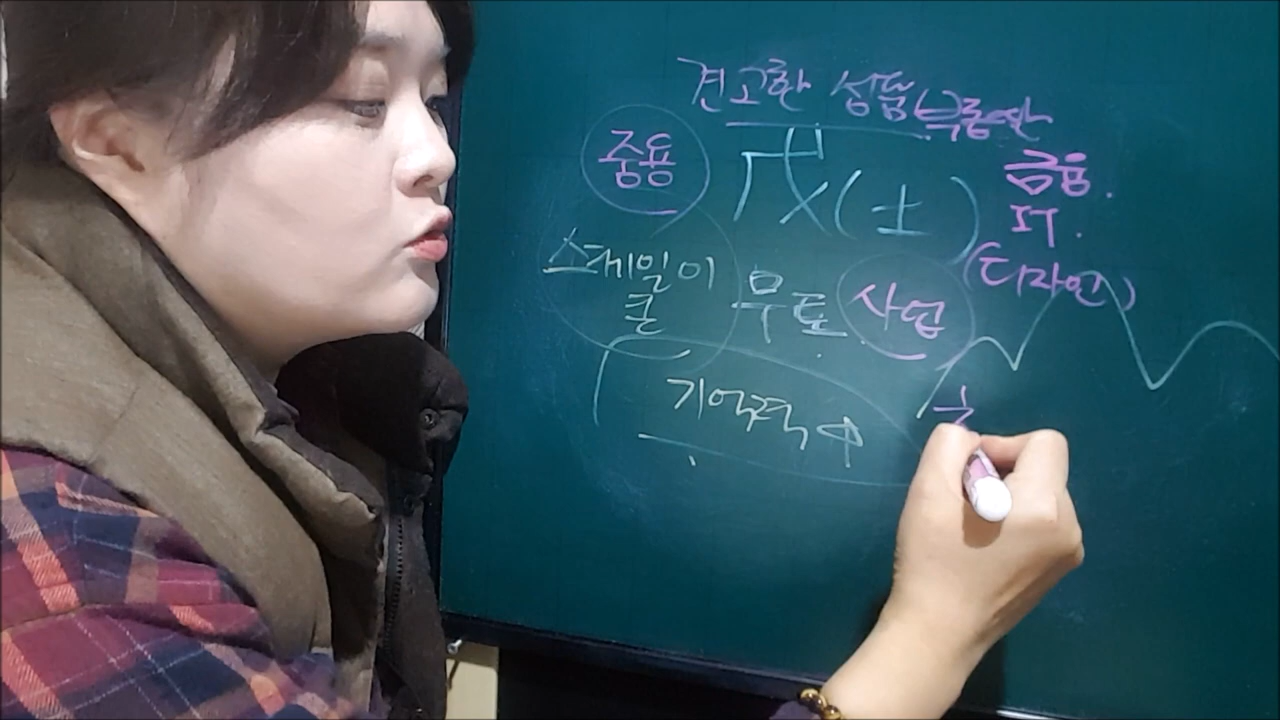 견고한 성품
부동산
중용
戊(土)
금융.
IT.
(디자인)
스케일이
큰
무토
사업
기억력